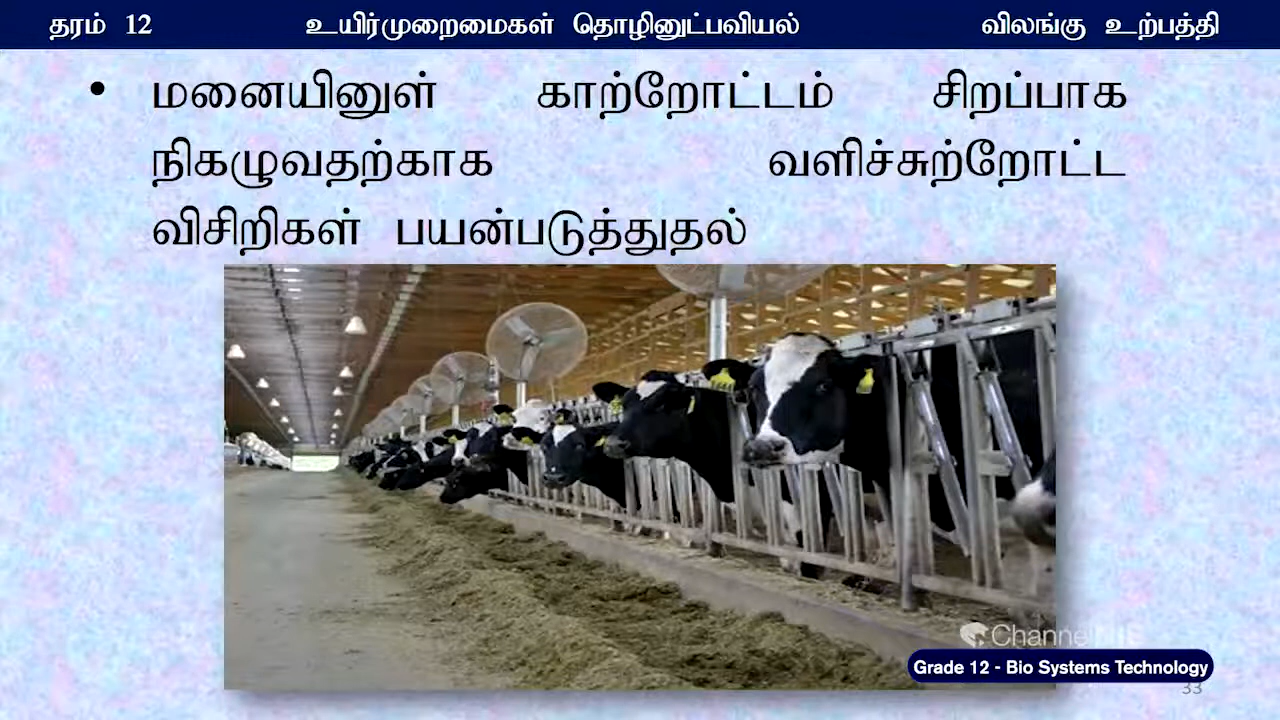 தரம் 12 உயிர்முறைமைகள் தொழினுட்பவியல் விலங்கு உற்பத்தி
• மனையினுள் காற்றோட்டம் சிறப்பாக
நிகழுவதற்காக வளிச்சுற்றோட்ட
விசிறிகள் பயன்படுத்துதல்
Channel NIE
Grade 12 - Bio Systems Technology
33